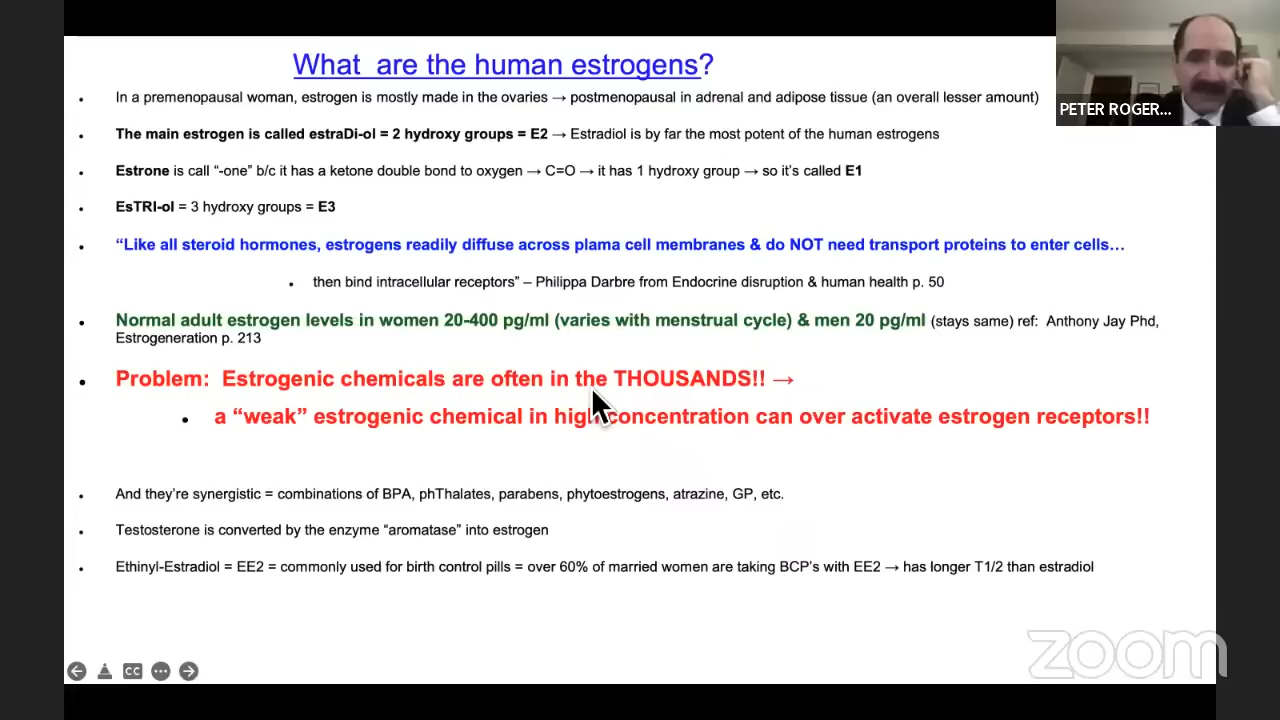 What are the human estrogens?
PETER ROGER...
In a premenopausal woman, estrogen is mostly made in the ovaries → postmenopausal in adrenal and adipose tissue (an overall lesser amount)
The main estrogen is called estraDi-ol = 2 hydroxy groups = E2 → Estradiol is by far the most potent of the human estrogens
Estrone is call “-one” b/c it has a ketone double bond to oxygen → C=O → it has 1 hydroxy group → so it’s called E1
EsTRI-ol = 3 hydroxy groups = E3
“Like all steroid hormones, estrogens readily diffuse across plama cell membranes & do NOT need transport proteins to enter cells…
then bind intracellular receptors” – Philippa Darbre from Endocrine disruption & human health p. 50
Normal adult estrogen levels in women 20-400 pg/ml (varies with menstrual cycle) & men 20 pg/ml (stays same) ref: Anthony Jay Phd,
Estrogeneration p. 213
Problem: Estrogenic chemicals are often in the THOUSANDS!! →
a “weak” estrogenic chemical in high concentration can over activate estrogen receptors!!
And they’re synergistic = combinations of BPA, phThalates, parabens, phytoestrogens, atrazine, GP, etc.
Testosterone is converted by the enzyme “aromatase” into estrogen
Ethinyl-Estradiol = EE2 = commonly used for birth control pills = over 60% of married women are taking BCP’s with EE2 → has longer T1/2 than estradiol
CC
zoom